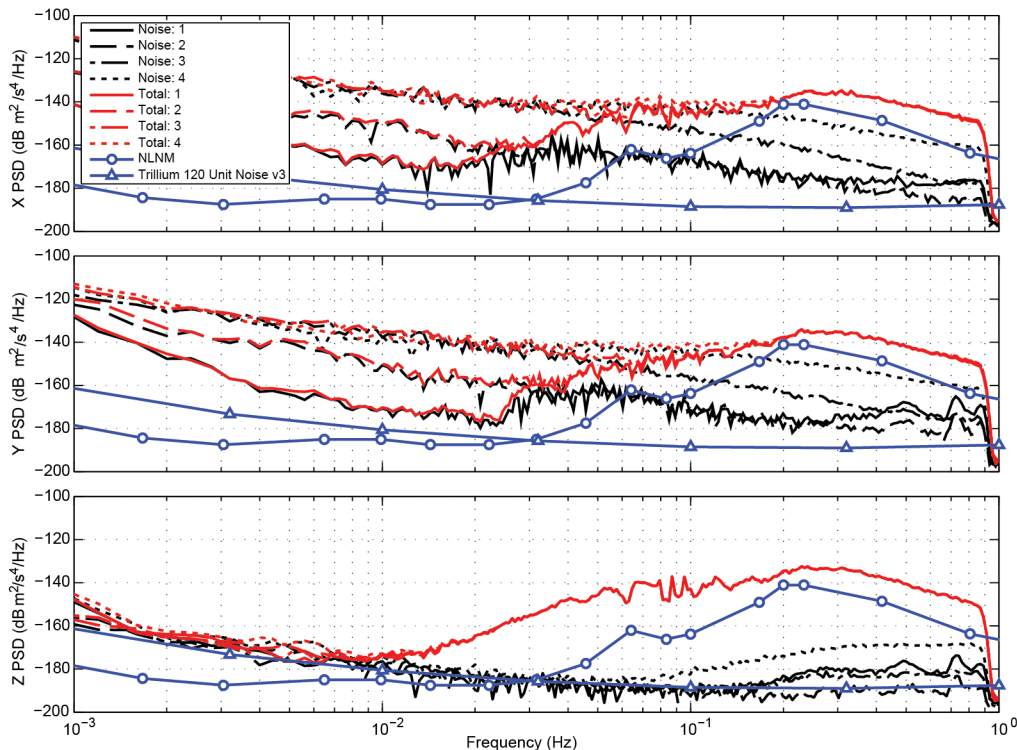 −100
−120
−140
−160
−180
−200
X PSD (dB m²/s⁴/Hz)
Noise: 1
Noise: 2
Noise: 3
Noise: 4
Total: 1
Total: 2
Total: 3
Total: 4
NLNM
Trillium 120 Unit Noise v3
−100
−120
−140
−160
−180
−200
Y PSD (dB m²/s⁴/Hz)
−100
−120
−140
−160
−180
−200
Z PSD (dB m²/s⁴/Hz)
10⁻³
10⁻²
10⁻¹
10⁰
Frequency (Hz)